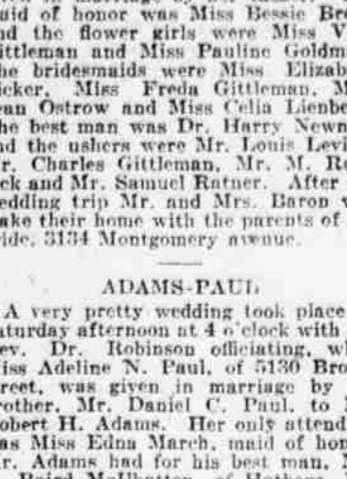 aid of honor was Miss Bessie Bro
nd the flower girls were Miss V
ittleman and Miss Pauline Goldm
he bridesmaids were Miss Elizab
icker, Miss Freda Gittleman, M
ean Ostrow and Miss Celia Lienbe
he best man was Dr. Harry Newn
nd the ushers were Mr. Louis Levi
r. Charles Gittleman, Mr. M. Ro
ck and Mr. Samuel Ratner. After
edding trip Mr. and Mrs. Baron w
ake their home with the parents of
ride, 3134 Montgomery avenue.
ADAMS-PAUL
A very pretty wedding took place
aturday afternoon at 4 o'clock with
ev. Dr. Robinson officiating, wh
iss Adeline N. Paul, of 5130 Bro
reet, was given in marriage by
rother, Mr. Daniel C. Paul, to M
obert H. Adams. Her only attend
as Miss Edna March, maid of hon
r. Adams had for his best man, M